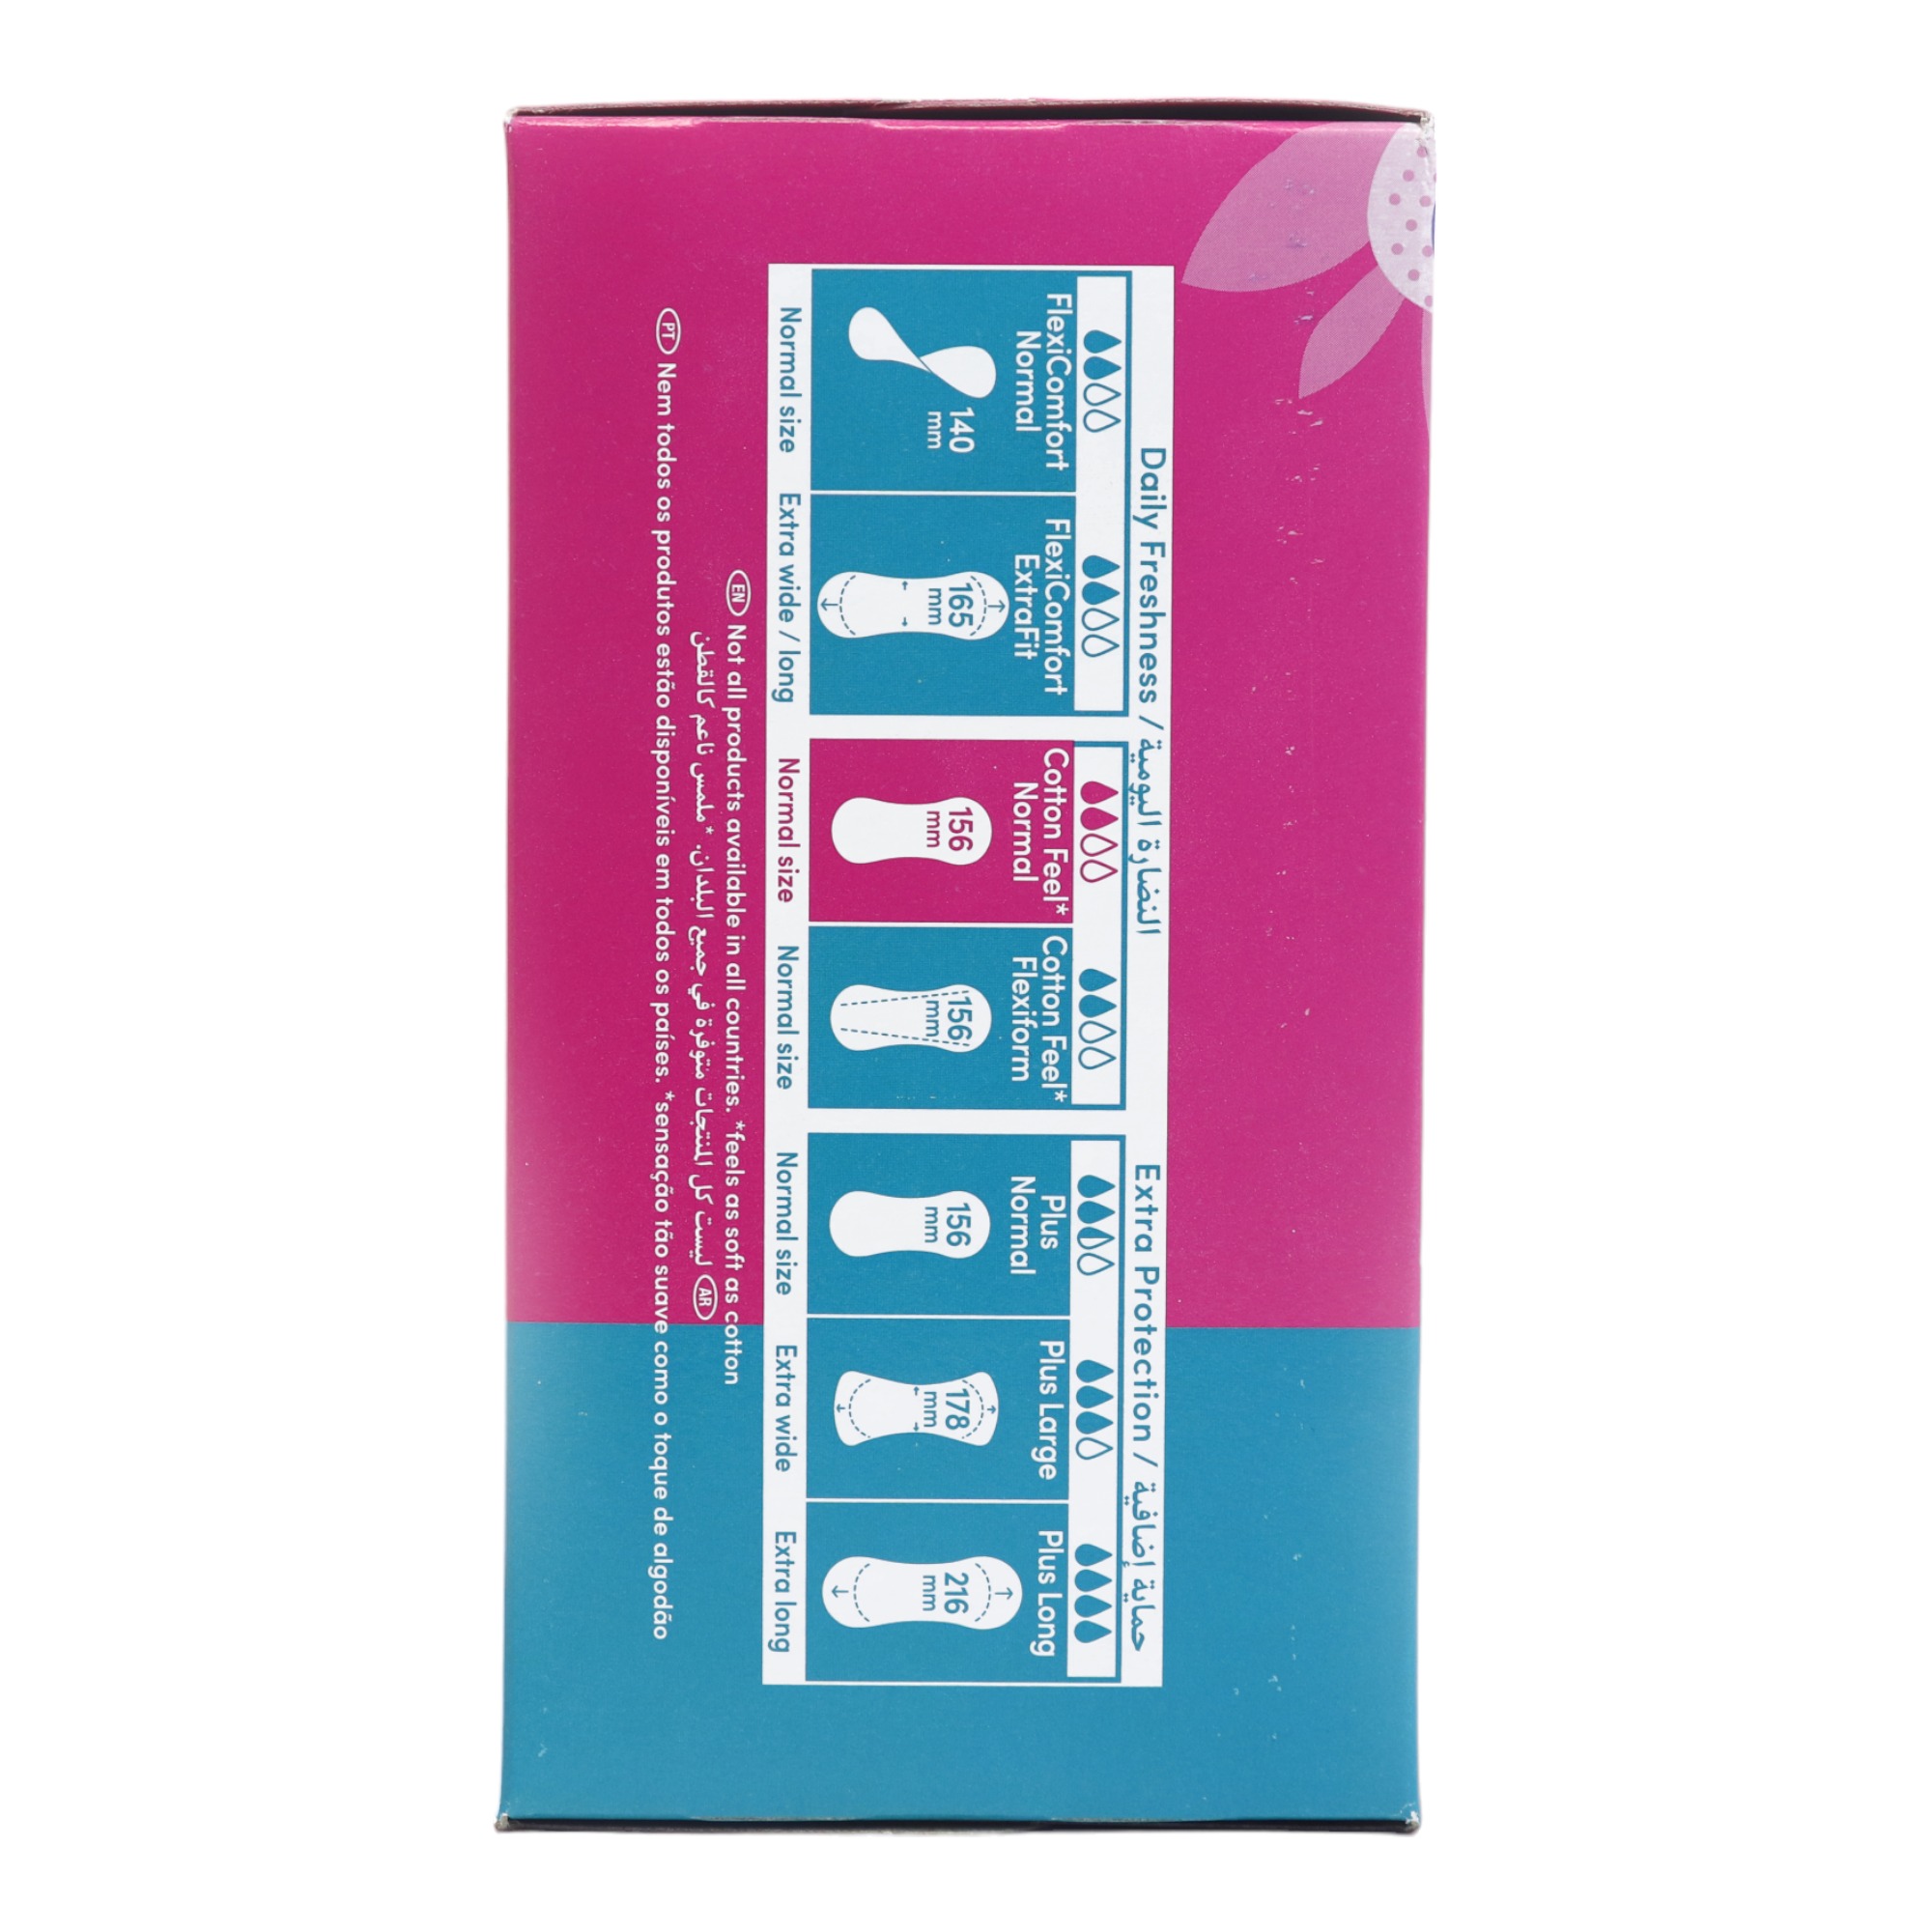 Daily Freshness / النضارة اليومية
Extra Protection / حماية إضافية
FlexiComfort
Normal
140
mm
Normal size
FlexiComfort
ExtraFit
165
mm
Extra wide / long
Cotton Feel*
Normal
156
mm
Normal size
Cotton Feel*
Flexiform
156
mm
Normal size
Plus
Normal
156
mm
Normal size
Plus Large
178
mm
Extra wide
Plus Long
216
mm
Extra long
EN Not all products available in all countries. *feels as soft as cotton
AR ليست كل المنتجات متوفرة في جميع البلدان. *ملمس ناعم كالقطن
PT Nem todos os produtos estão disponíveis em todos os países. *sensação tão suave como o toque de algodão